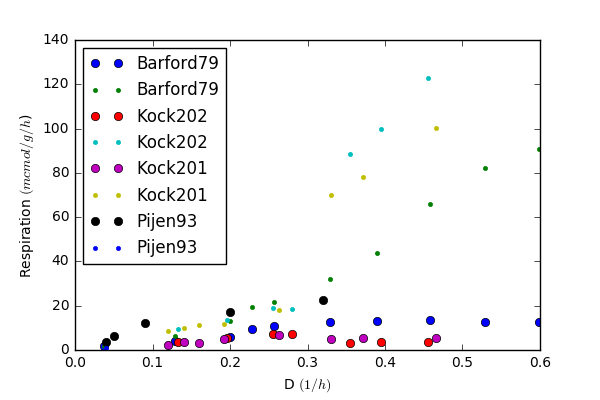 140
120
100
80
60
40
20
0
Respiration (mcmol/g/h)
Barford79
Barford79
Kock202
Kock202
Kock201
Kock201
Pijen93
Pijen93
0.0 0.1 0.2 0.3 0.4 0.5 0.6
D (1/h)